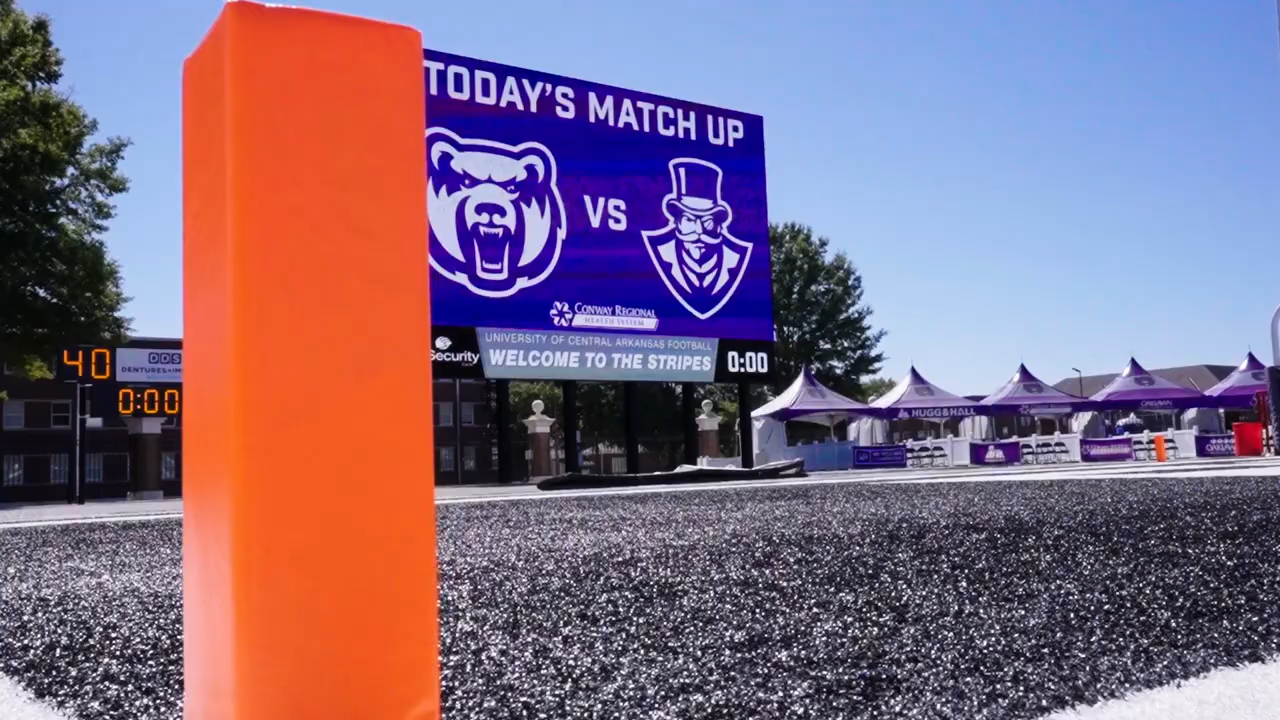 TODAY'S MATCH UP
VS
CONWAY REGIONAL
HEALTH SYSTEM
Security
UNIVERSITY OF CENTRAL ARKANSAS FOOTBALL
WELCOME TO THE STRIPES
0:00
40
DDS
DENTURES
0:00
HUGG&HALL